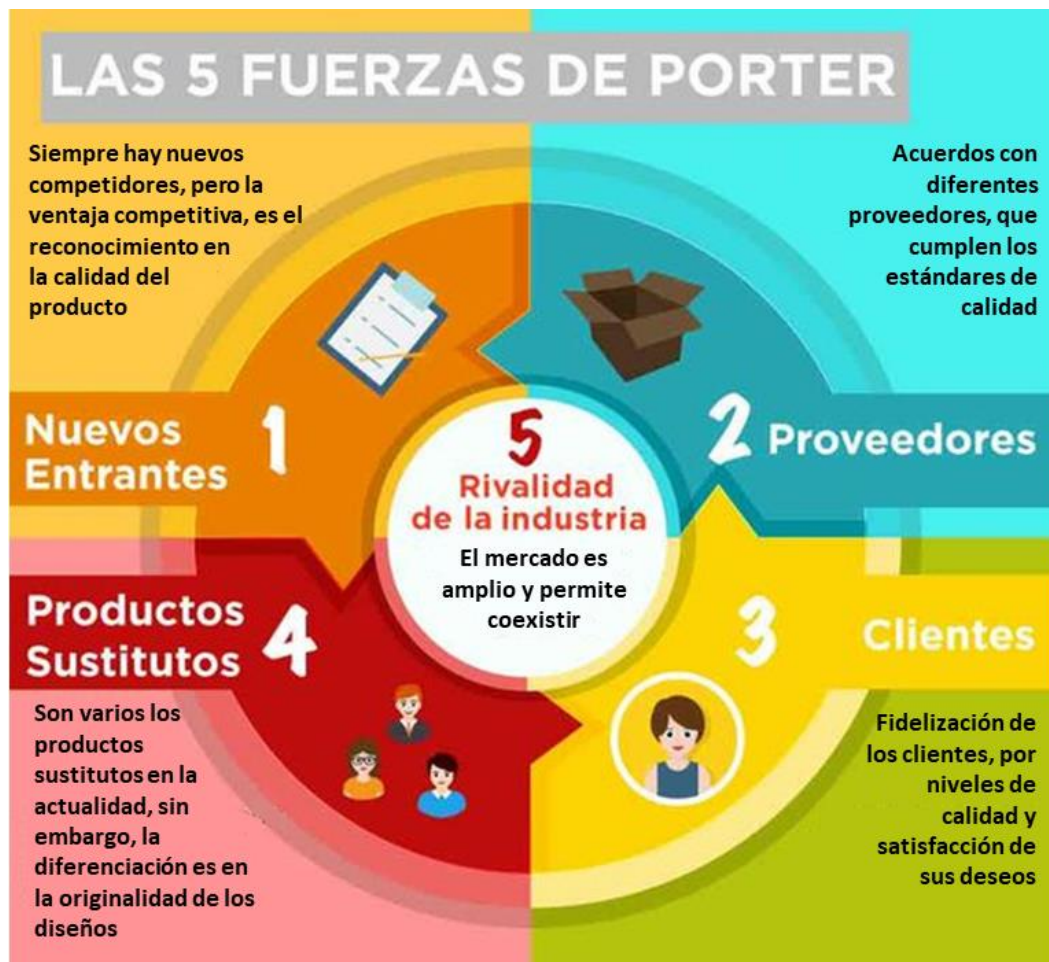 LAS 5 FUERZAS DE PORTER
Siempre hay nuevos
competidores, pero la
ventaja competitiva, es el
reconocimiento en
la calidad del
producto
Acuerdos con
diferentes
proveedores, que
cumplen los
estándares de
calidad
Nuevos
Entrantes
1
2
Proveedores
5
Rivalidad
de la industria
El mercado es
amplio y permite
coexistir
Productos
Sustitutos
4
3
Clientes
Son varios los
productos
sustitutos en la
actualidad, sin
embargo, la
diferenciación es en
la originalidad de los
diseños
Fidelización de
los clientes, por
niveles de
calidad y
satisfacción de
sus deseos